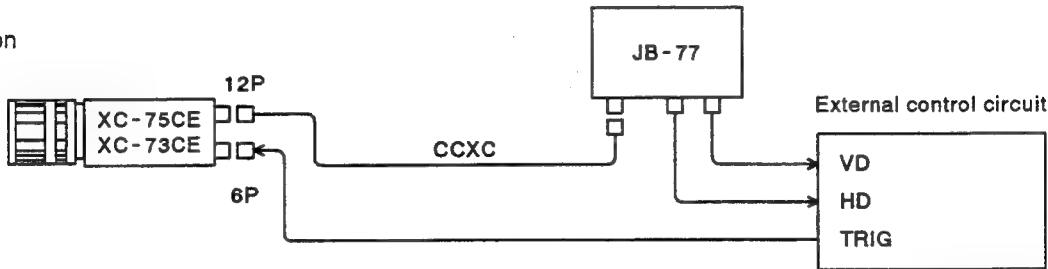 on
JB-77
12P
External control circuit
XC-75CE
XC-73CE
CCXC
VD
6P
HD
TRIG